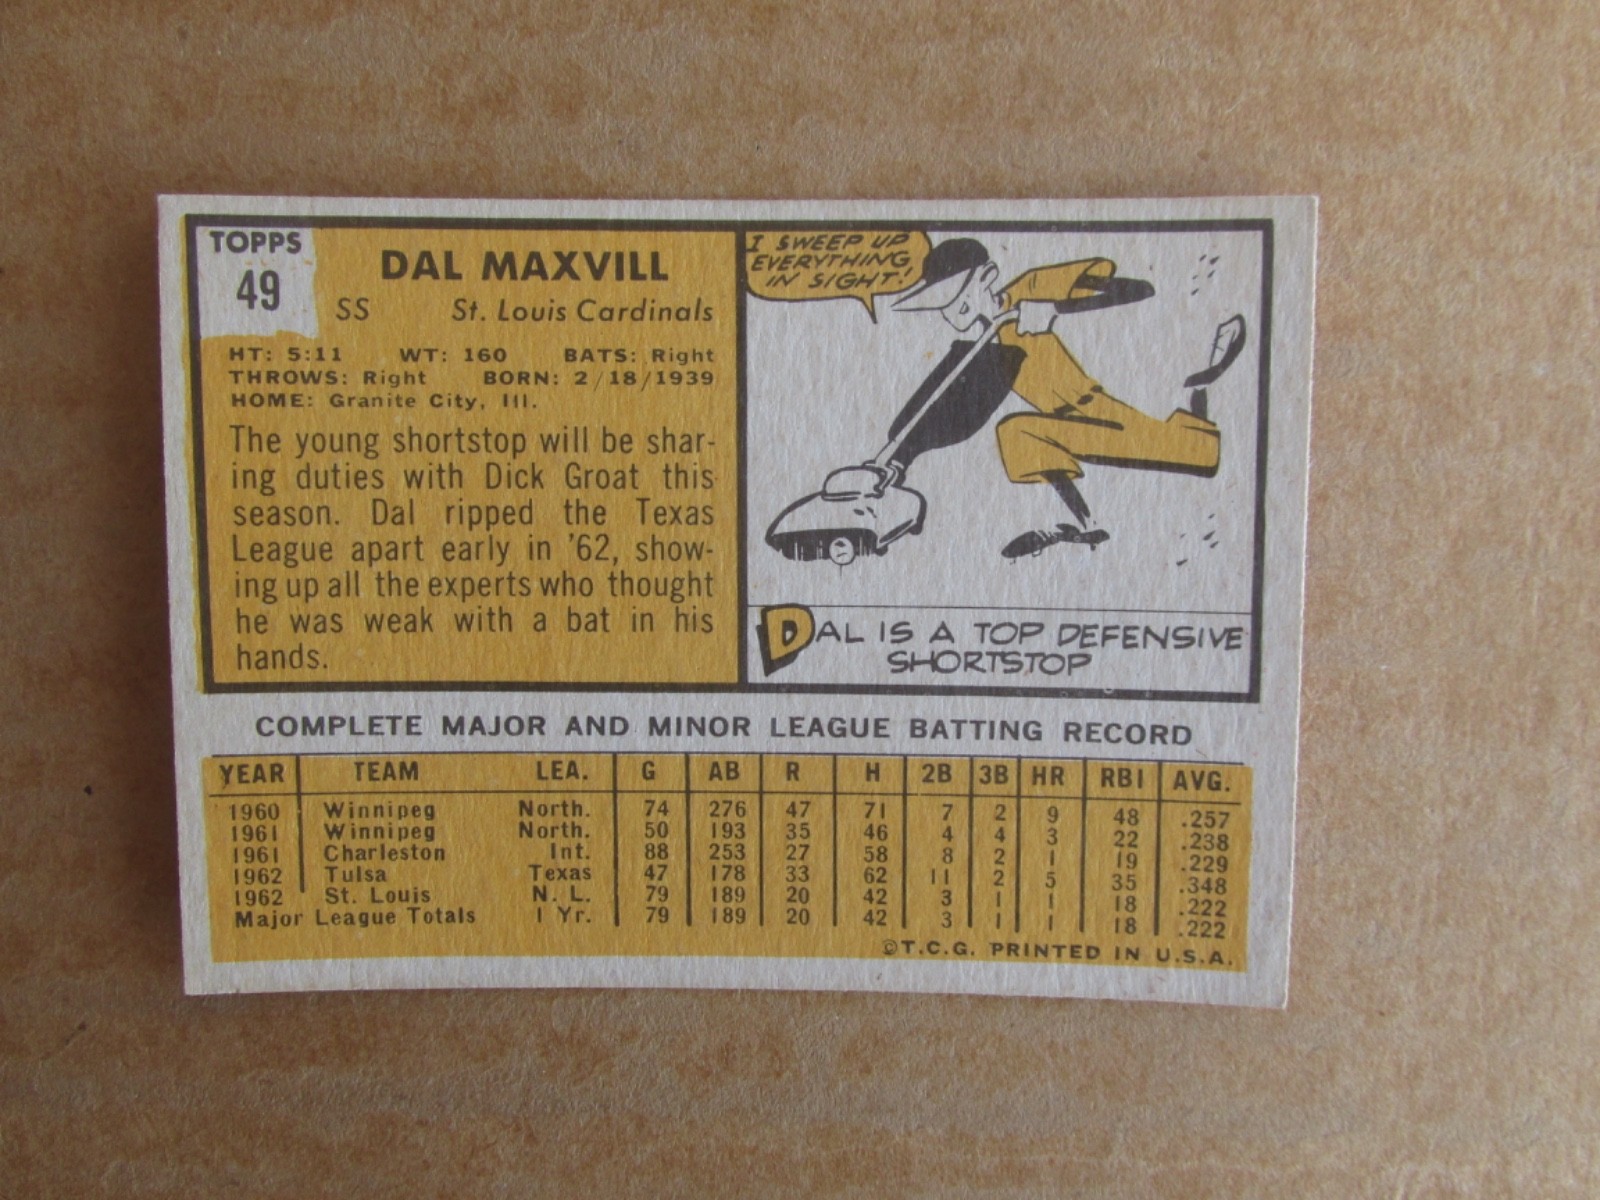 TOPPS
49
DAL MAXVILL
SS St. Louis Cardinals
HT: 5:11 WT: 160 BATS: Right
THROWS: Right BORN: 2/18/1939
HOME: Granite City, Ill.
The young shortstop will be shar-
ing duties with Dick Groat this
season. Dal ripped the Texas
League apart early in '62, show-
ing up all the experts who thought
he was weak with a bat in his
hands.
I SWEEP UP
EVERYTHING
IN SIGHT!
DAL IS A TOP DEFENSIVE
SHORTSTOP
COMPLETE MAJOR AND MINOR LEAGUE BATTING RECORD
YEAR TEAM LEA. G AB R H 2B 3B HR RBI AVG.
1960 Winnipeg North. 74 276 47 71 7 2 9 48 .257
1961 Winnipeg North. 50 193 35 46 4 4 3 22 .238
1961 Charleston Int. 88 253 27 58 8 2 1 19 .229
1962 Tulsa Texas 47 178 33 62 11 2 5 35 .348
1962 St. Louis N. L. 79 189 20 42 3 1 1 18 .222
Major League Totals 1 Yr. 79 189 20 42 3 1 1 18 .222
©T.C.G. PRINTED IN U.S.A.